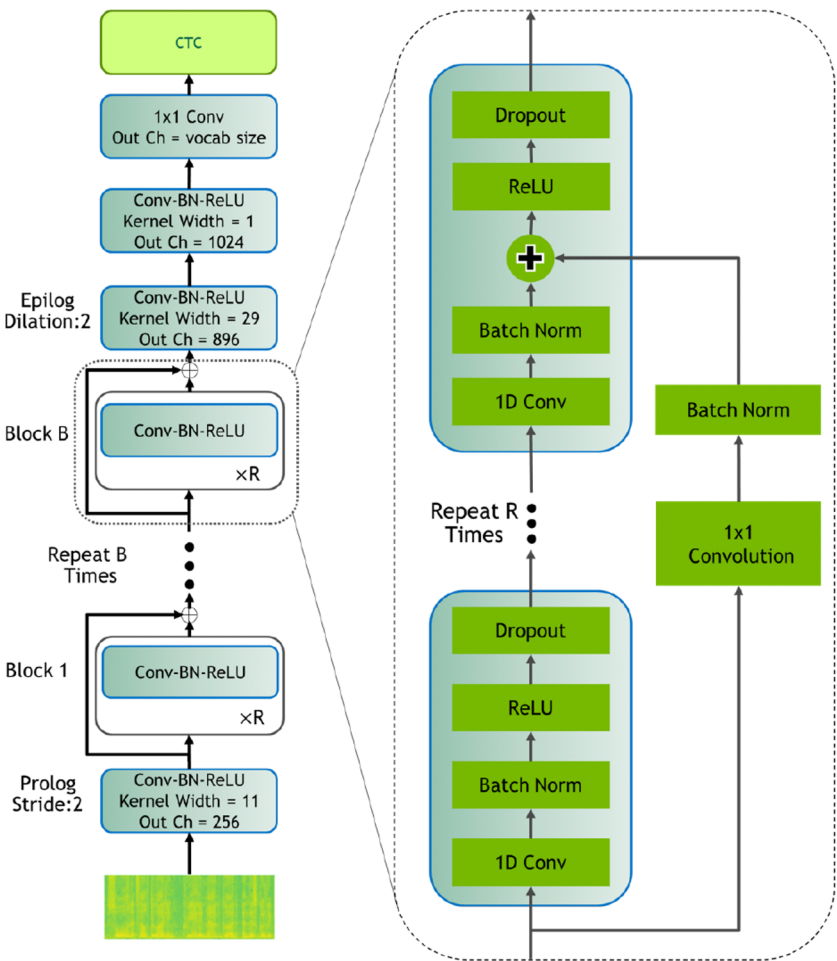 CTC
1x1 Conv
Out Ch = vocab size
Conv-BN-ReLU
Kernel Width = 1
Out Ch = 1024
Epilog
Dilation:2
Conv-BN-ReLU
Kernel Width = 29
Out Ch = 896
Block B
Conv-BN-ReLU
×R
Repeat B
Times
Block 1
Conv-BN-ReLU
×R
Prolog
Stride:2
Conv-BN-ReLU
Kernel Width = 11
Out Ch = 256
Dropout
ReLU
+
Batch Norm
1D Conv
Repeat R
Times
Dropout
ReLU
Batch Norm
1D Conv
Batch Norm
1x1
Convolution